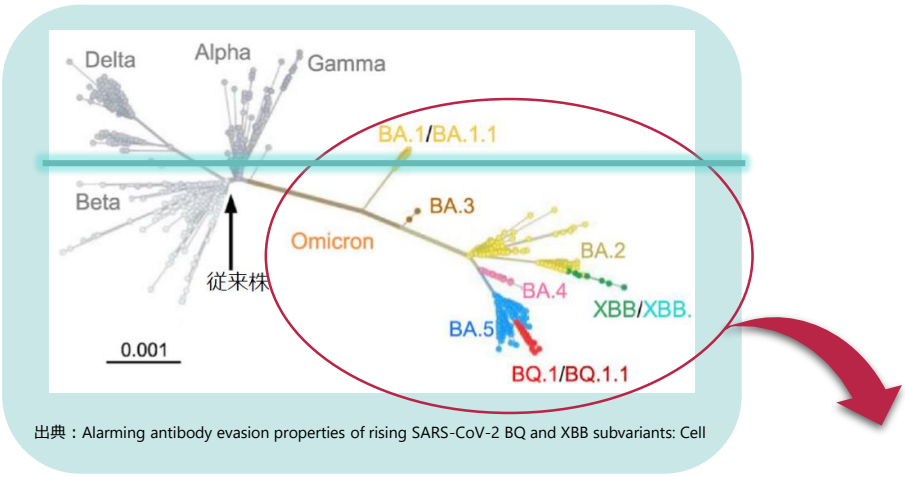 Delta
Alpha
Gamma
BA.1/BA.1.1
Beta
BA.3
Omicron
BA.2
従来株
BA.4
XBB/XBB.
BA.5
0.001
BQ.1/BQ.1.1
出典：Alarming antibody evasion properties of rising SARS-CoV-2 BQ and XBB subvariants: Cell